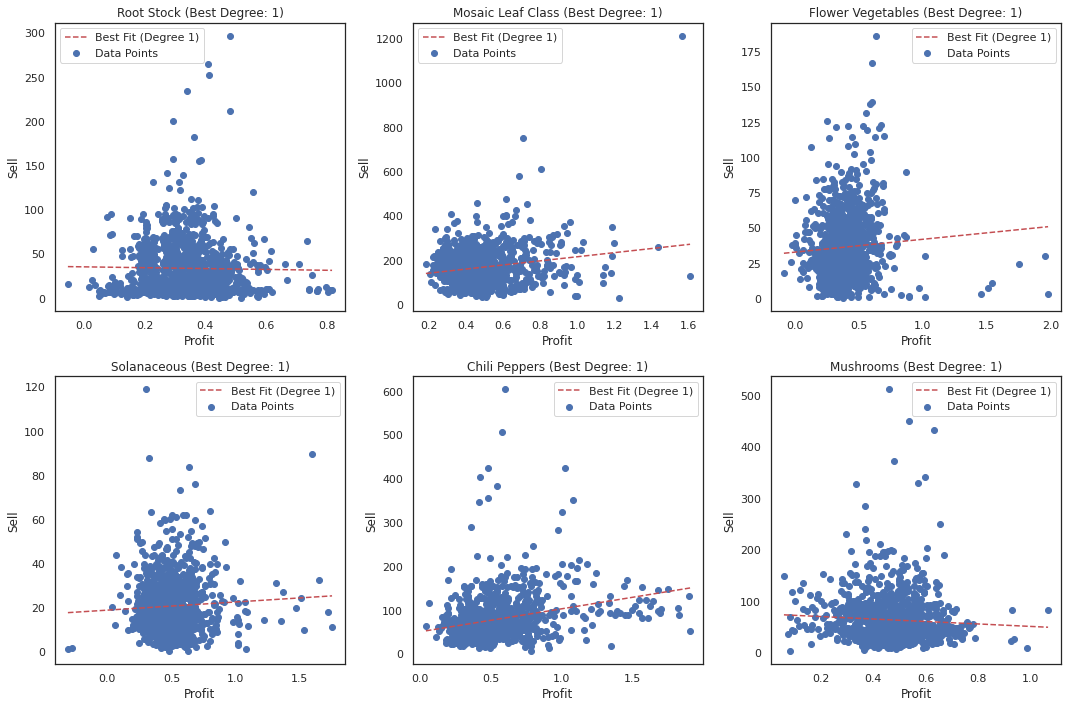 Root Stock (Best Degree: 1)
Best Fit (Degree 1)
Data Points
300
250
200
150
100
50
0
Sell
0.0 0.2 0.4 0.6 0.8
Profit
Mosaic Leaf Class (Best Degree: 1)
Best Fit (Degree 1)
Data Points
1200
1000
800
600
400
200
0
Sell
0.2 0.4 0.6 0.8 1.0 1.2 1.4 1.6
Profit
Flower Vegetables (Best Degree: 1)
Best Fit (Degree 1)
Data Points
175
150
125
100
75
50
25
0
Sell
0.0 0.5 1.0 1.5 2.0
Profit
Solanaceous (Best Degree: 1)
Best Fit (Degree 1)
Data Points
120
100
80
60
40
20
0
Sell
0.0 0.5 1.0 1.5
Profit
Chili Peppers (Best Degree: 1)
Best Fit (Degree 1)
Data Points
600
500
400
300
200
100
0
Sell
0.0 0.5 1.0 1.5
Profit
Mushrooms (Best Degree: 1)
Best Fit (Degree 1)
Data Points
500
400
300
200
100
0
Sell
0.2 0.4 0.6 0.8 1.0
Profit